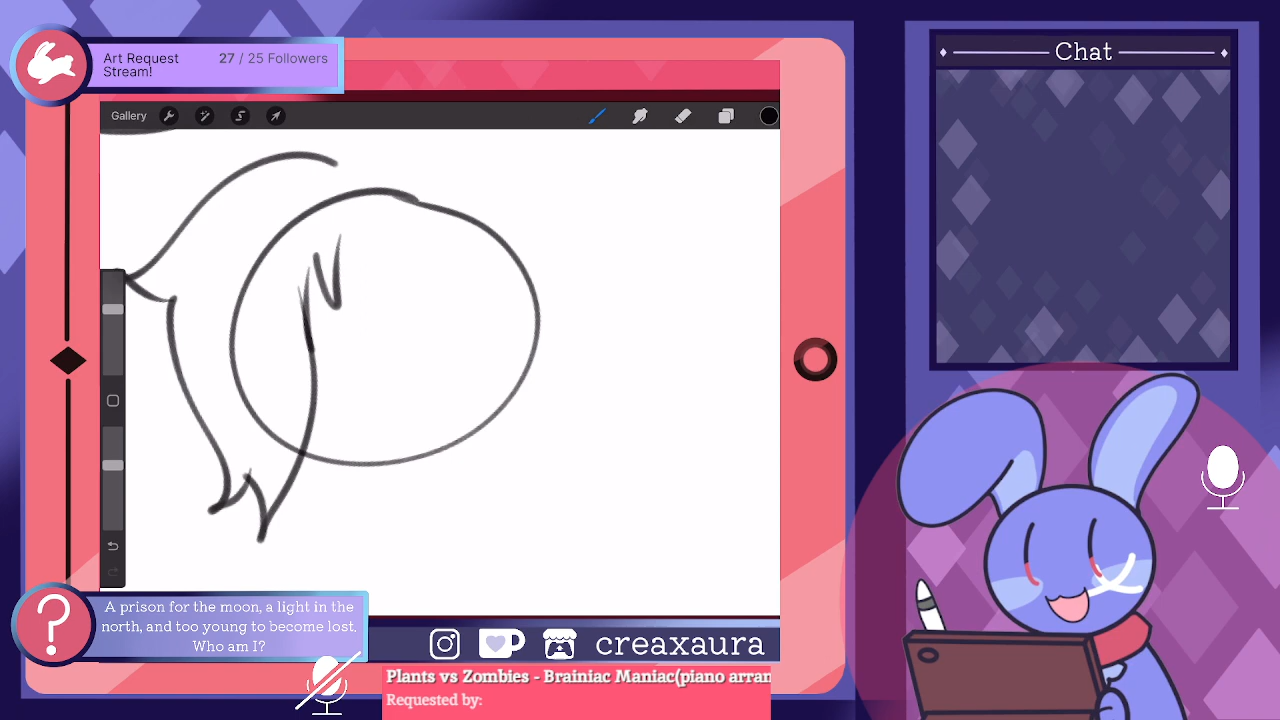 Art Request
Stream!
27 / 25 Followers
Gallery
Chat
A prison for the moon, a light in the
north, and too young to become lost.
Who am I?
creaxaura
Plants vs Zombies - Brainiac Maniac(piano arran
Requested by: